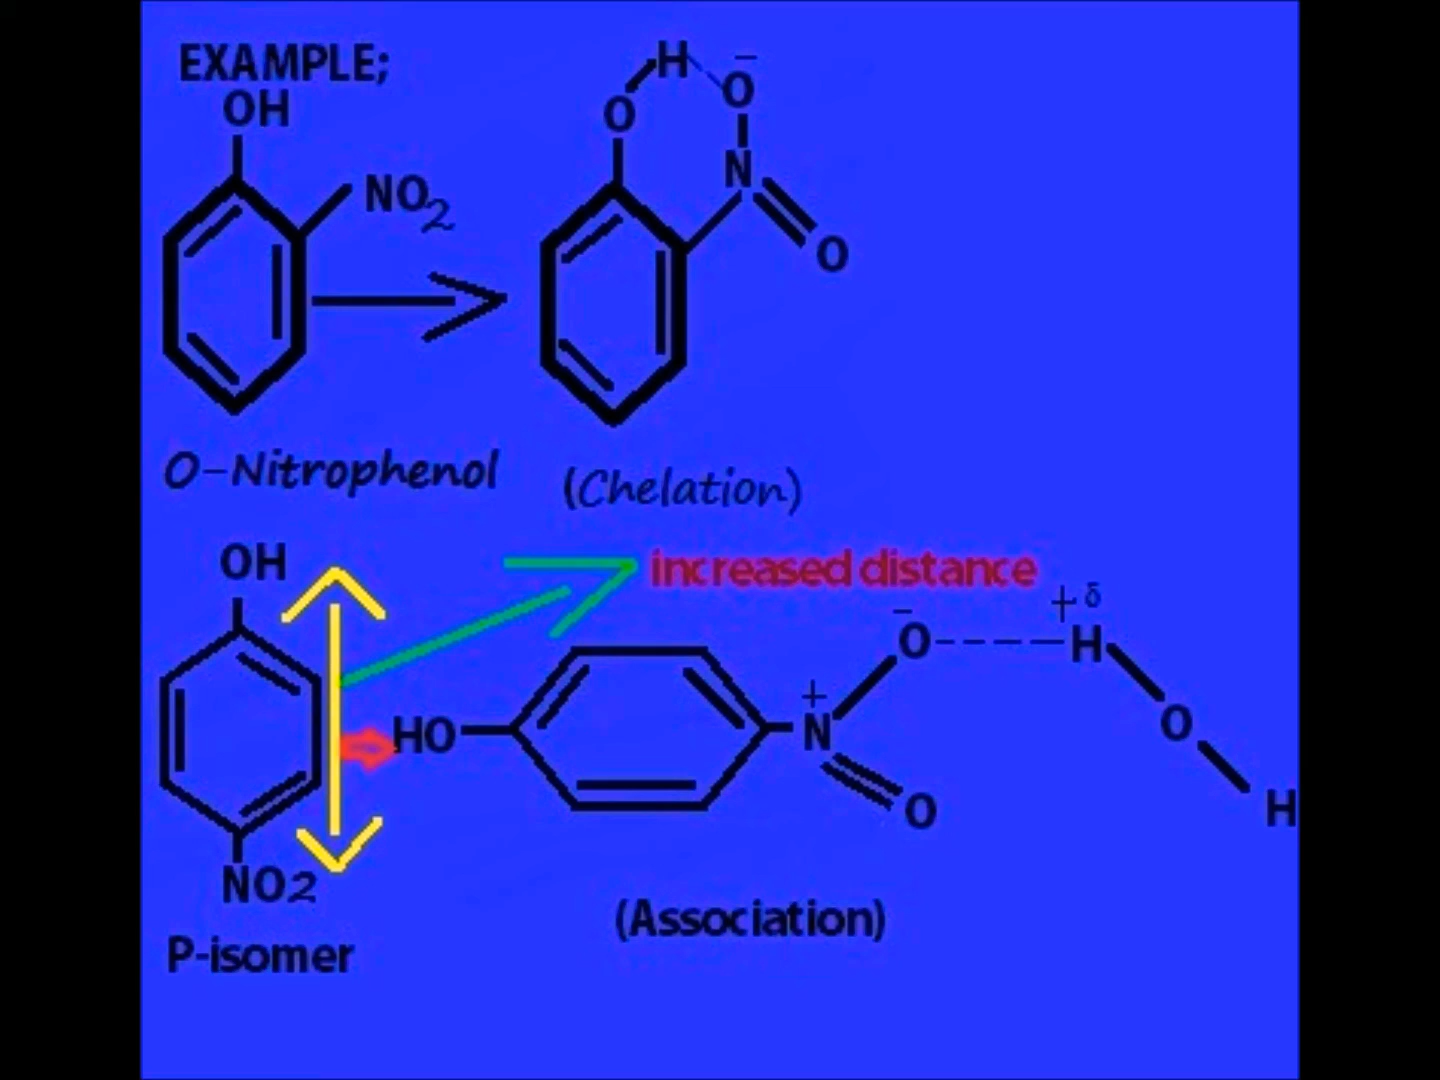 EXAMPLE;
OH
NO2
H
O
O−
N
O
O-Nitrophenol
(Chelation)
OH
increased distance
+δ
O−
H
+
HO
N
O
O
H
NO2
(Association)
P-isomer